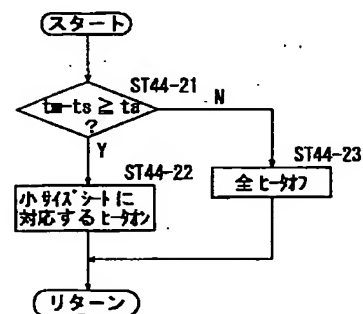 スタート
ST44-21
tm-ts ≧ ta
?
N
Y
ST44-22
小サイズシートに
対応するヒータオン
ST44-23
全ヒータオフ
リターン